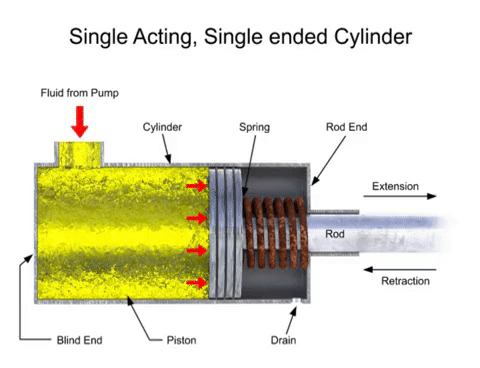 Single Acting, Single ended Cylinder
Fluid from Pump
Cylinder
Spring
Rod End
Extension
Rod
Retraction
Blind End
Piston
Drain